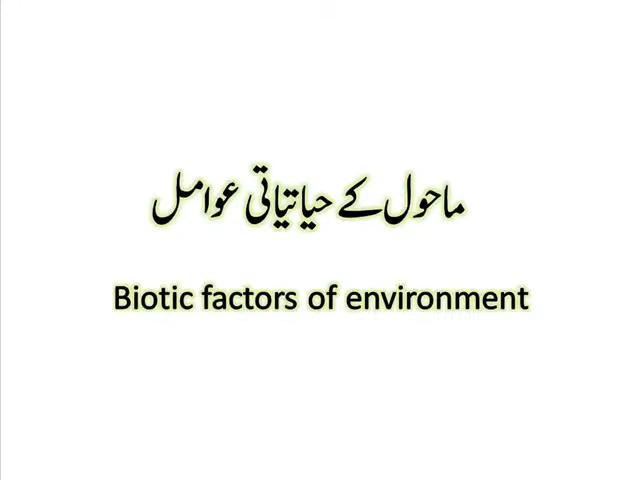 ماحول کے حیاتیاتی عوامل
Biotic factors of environment